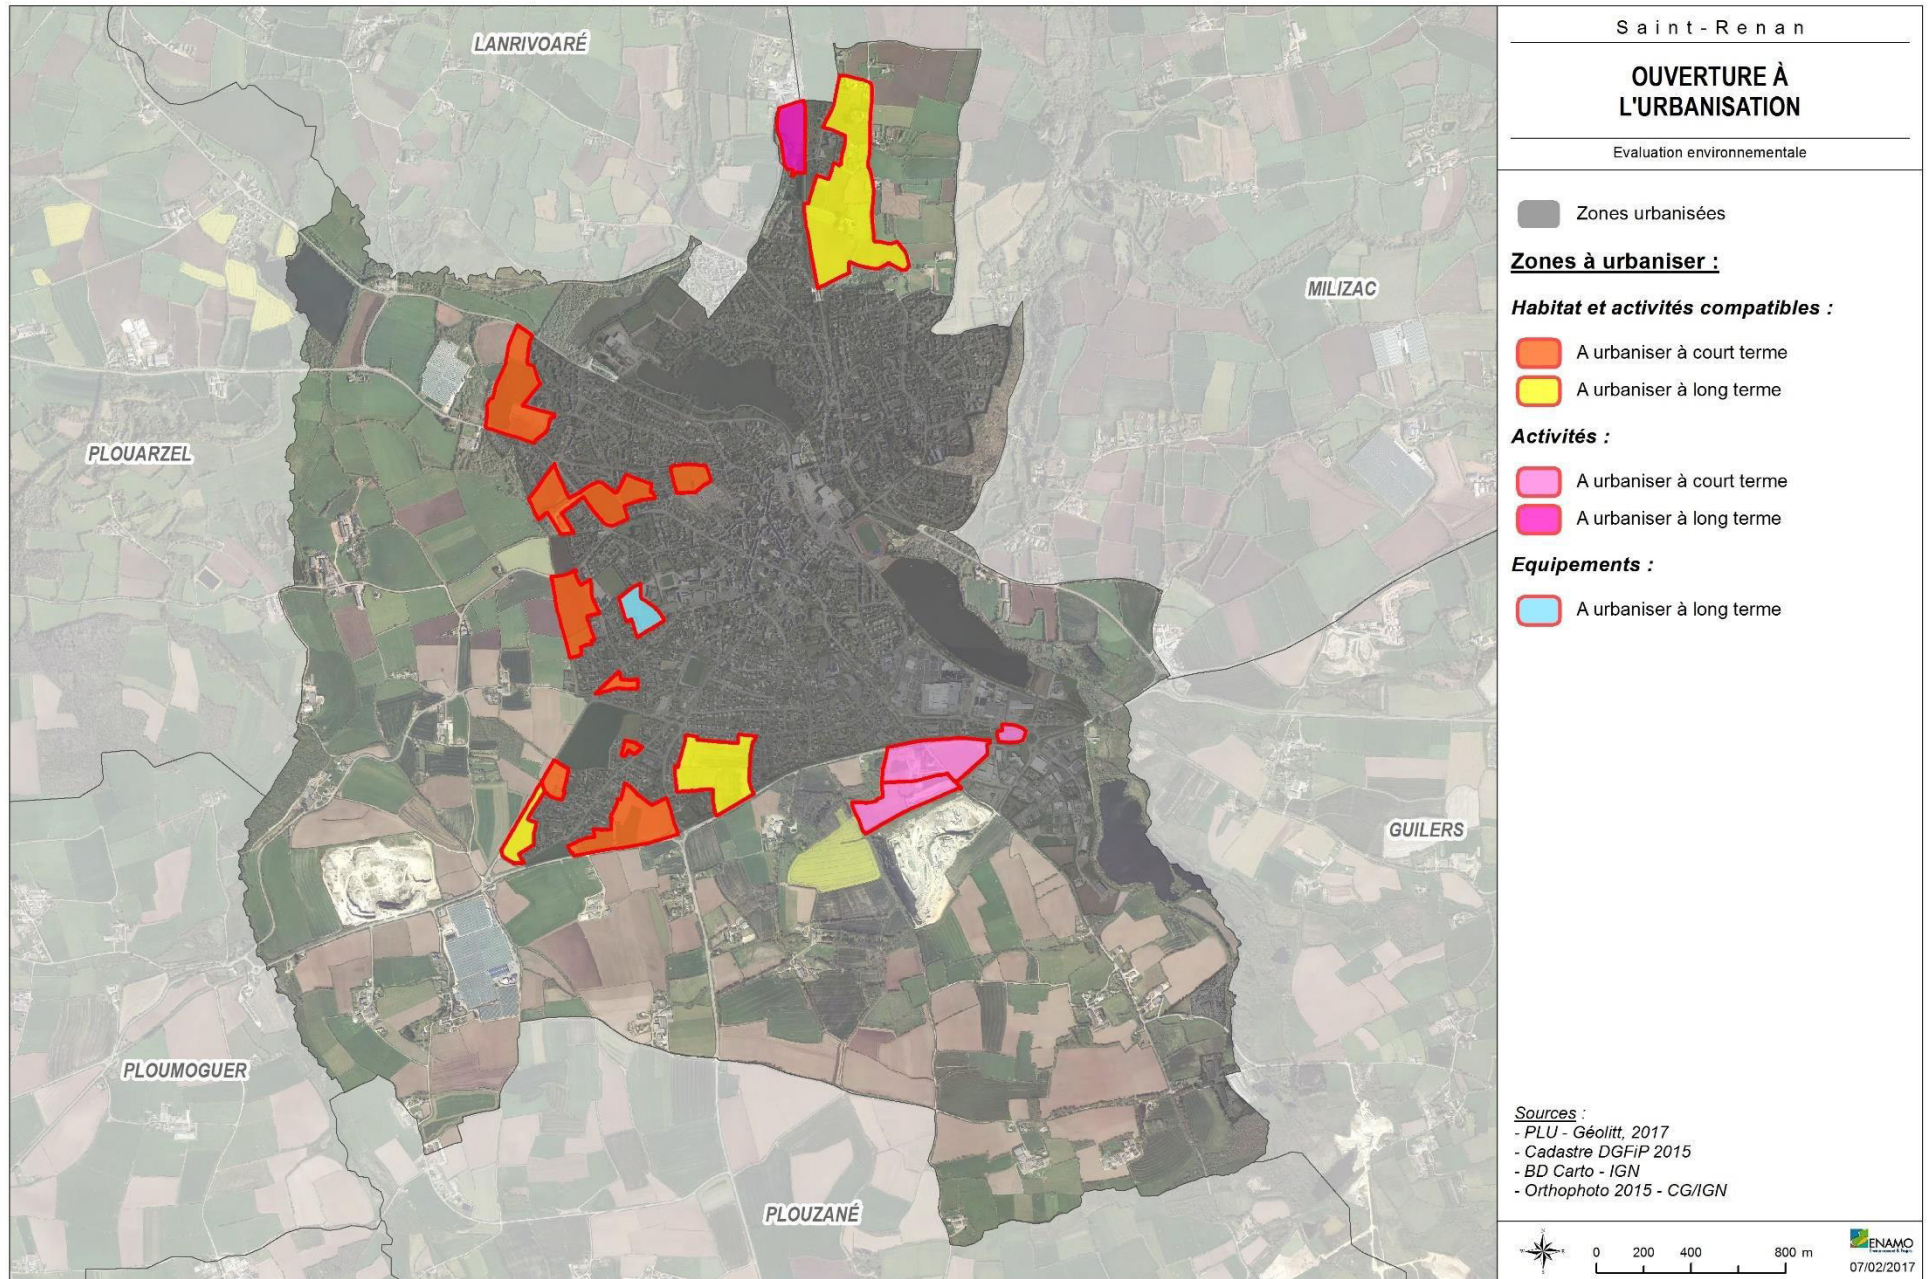 LANRIVOARÉ
MILIZAC
PLOUARZEL
GUILERS
PLOUMOGUER
PLOUZANÉ
Saint-Renan
OUVERTURE À
L'URBANISATION
Evaluation environnementale
Zones urbanisées
Zones à urbaniser :
Habitat et activités compatibles :
A urbaniser à court terme
A urbaniser à long terme
Activités :
A urbaniser à court terme
A urbaniser à long terme
Equipements :
A urbaniser à long terme
Sources :
- PLU - Géolitt, 2017
- Cadastre DGFiP 2015
- BD Carto - IGN
- Orthophoto 2015 - CG/IGN
0 200 400 800 m
ENAMO
07/02/2017